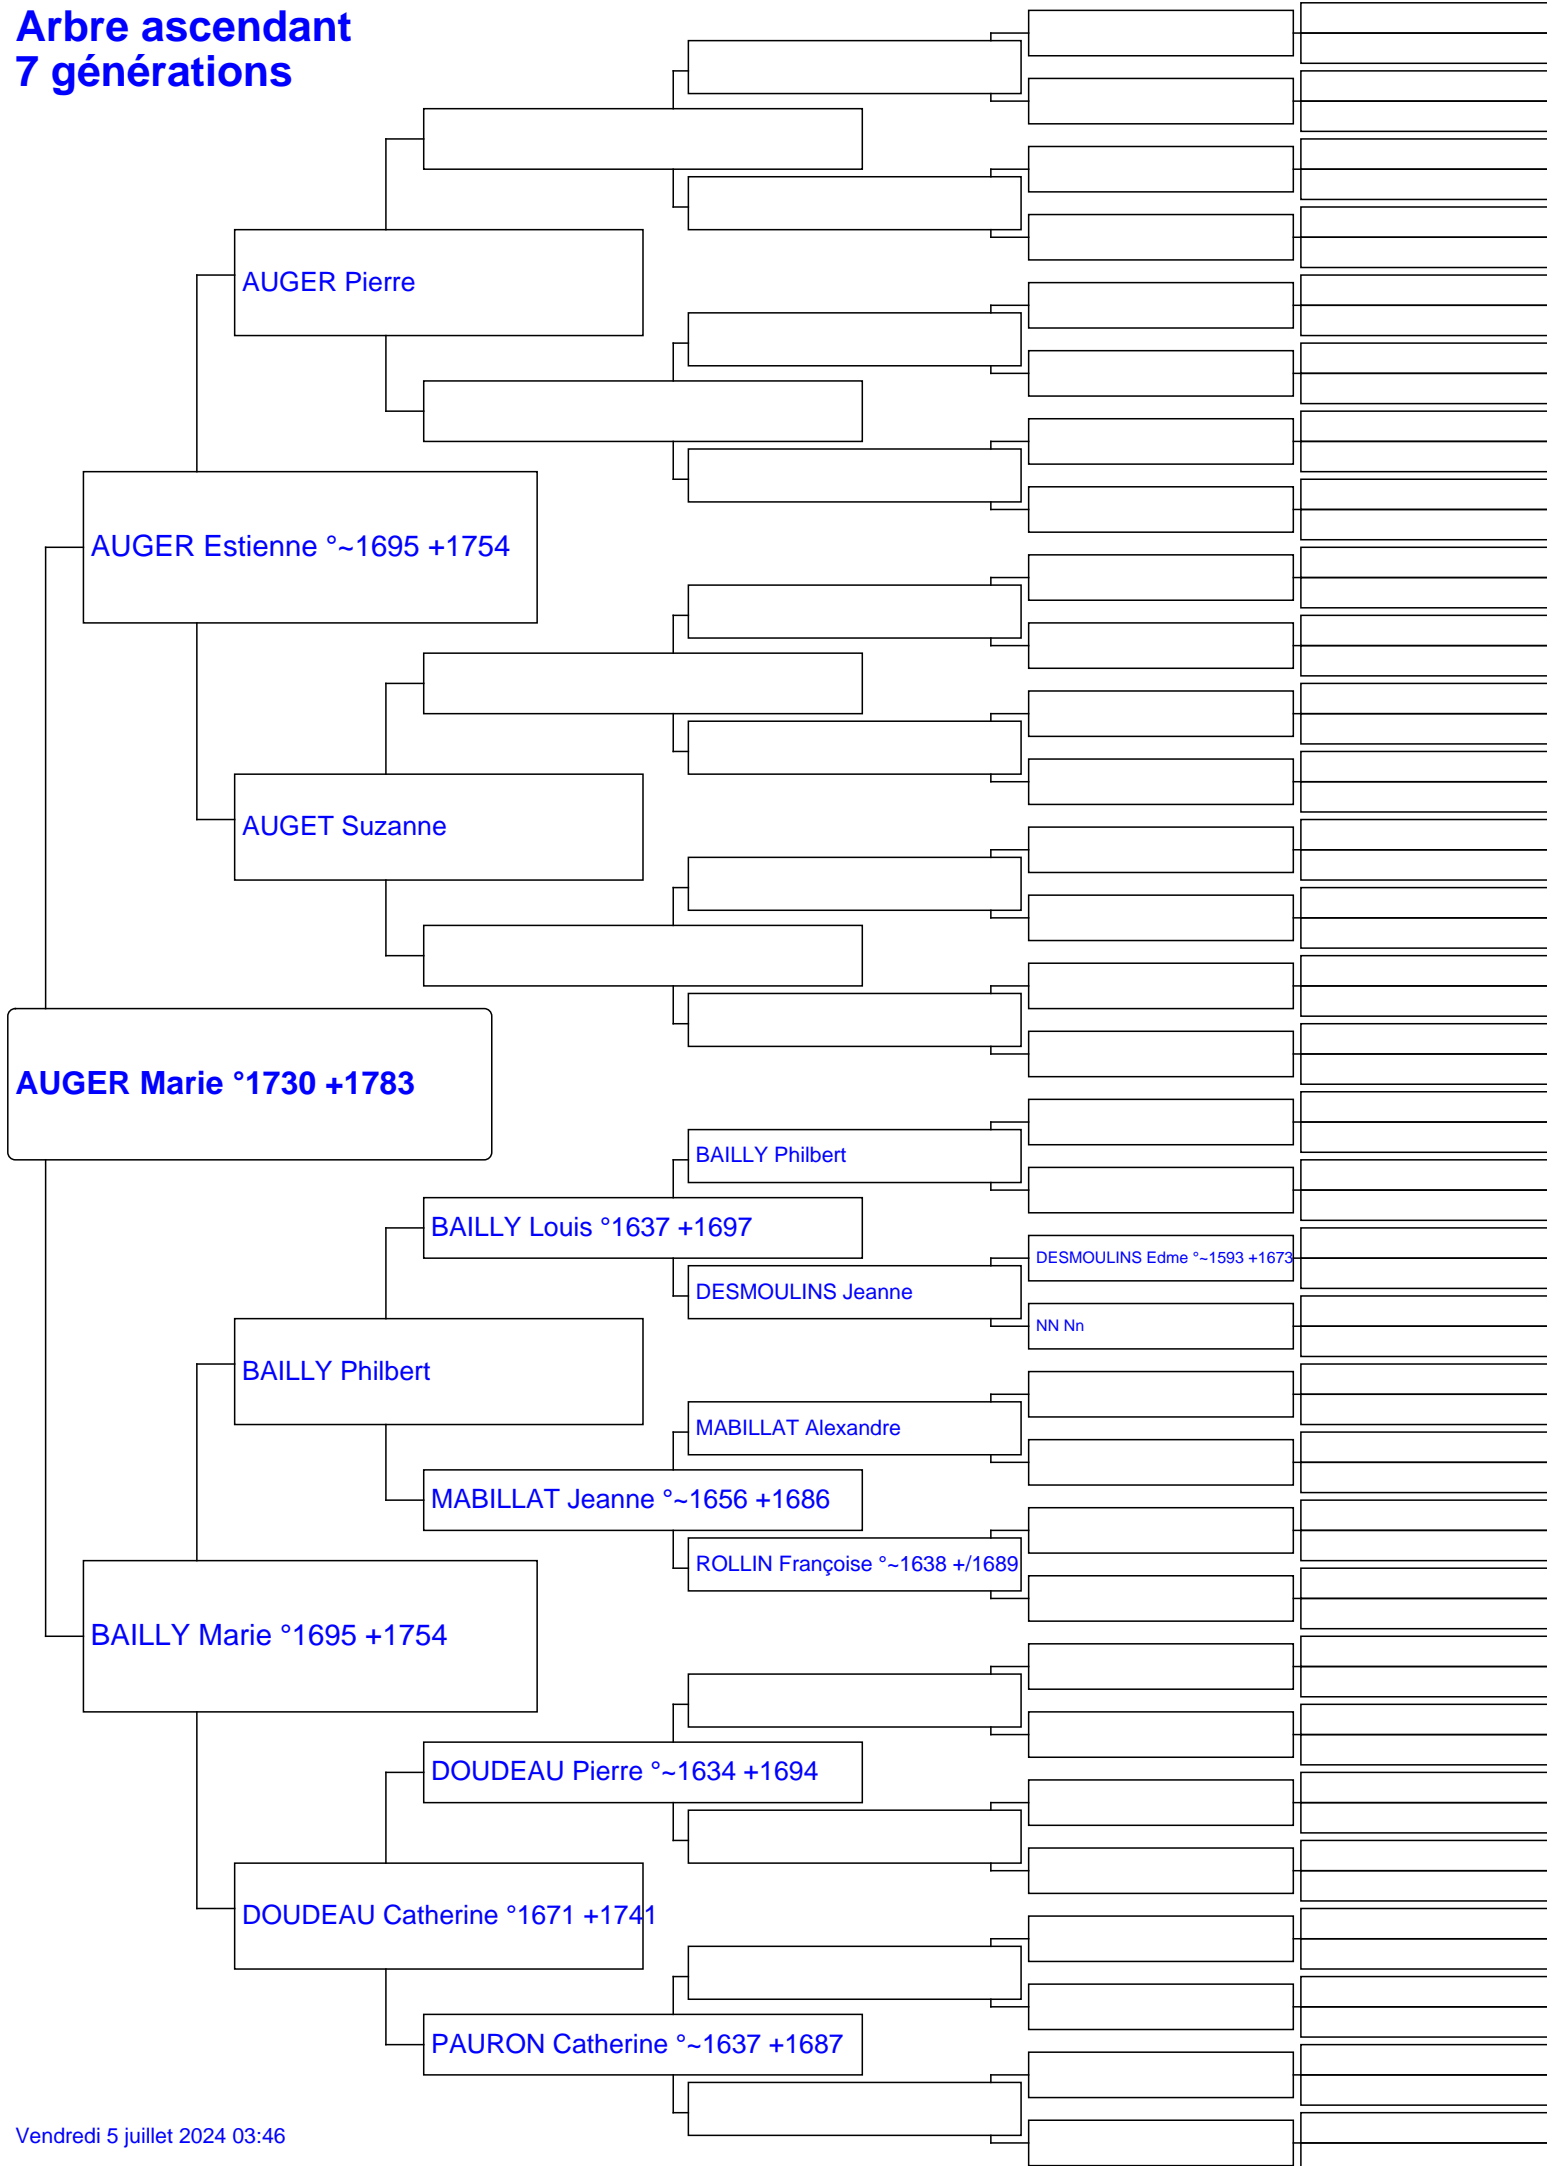 Arbre ascendant
7 générations
AUGER Pierre
AUGER Estienne °~1695 +1754
AUGET Suzanne
AUGER Marie °1730 +1783
BAILLY Philbert
BAILLY Louis °1637 +1697
DESMOULINS Edme °~1593 +1673
DESMOULINS Jeanne
NN Nn
BAILLY Philbert
MABILLAT Alexandre
MABILLAT Jeanne °~1656 +1686
ROLLIN Françoise °~1638 +/1689
BAILLY Marie °1695 +1754
DOUDEAU Pierre °~1634 +1694
DOUDEAU Catherine °1671 +1741
PAURON Catherine °~1637 +1687
Vendredi 5 juillet 2024 03:46